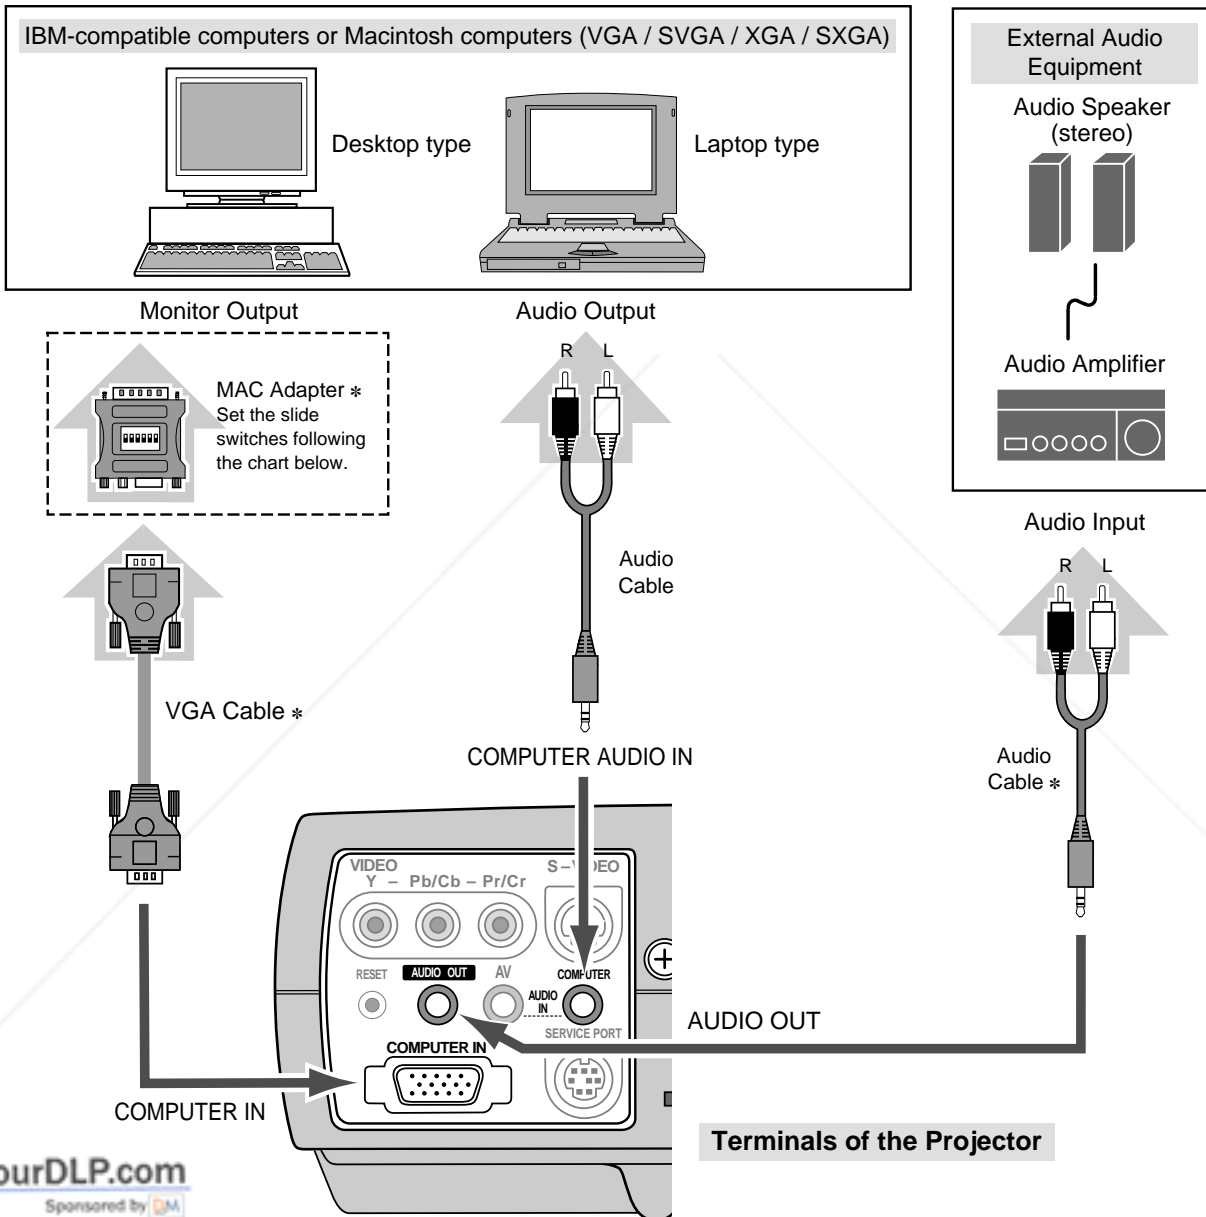 IBM-compatible computers or Macintosh computers (VGA / SVGA / XGA / SXGA)
Desktop type
Laptop type
External Audio
Equipment
Audio Speaker
(stereo)
Audio Amplifier
Monitor Output
Audio Output
MAC Adapter ✻
Set the slide
switches following
the chart below.
R L
Audio
Cable
Audio Input
R L
VGA Cable ✻
COMPUTER AUDIO IN
Audio
Cable ✻
VIDEO
Y – Pb/Cb – Pr/Cr
RESET
AUDIO OUT
AV
COMPUTER
AUDIO
IN
SERVICE PORT
COMPUTER IN
AUDIO OUT
COMPUTER IN
Terminals of the Projector
ourDLP.com
Sponsored by DM